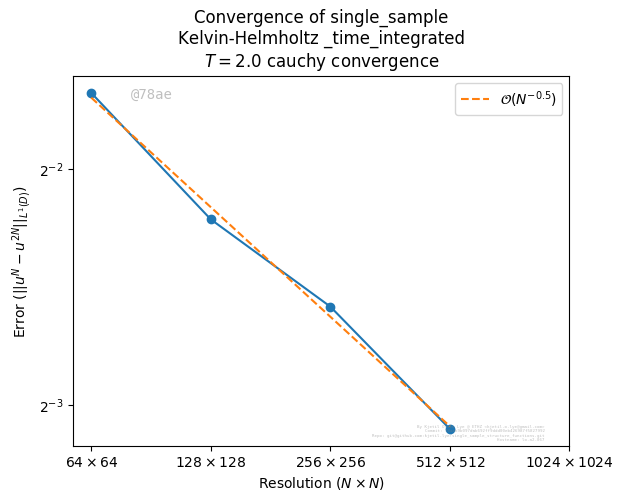 Convergence of single_sample
Kelvin-Helmholtz _time_integrated
T = 2.0 cauchy convergence
@78ae
𝒪(N^{-0.5})
2^{-2}
2^{-3}
Error (||u^N − u^{2N}||_{L^1(D)})
64 × 64
128 × 128
256 × 256
512 × 512
1024 × 1024
Resolution (N × N)